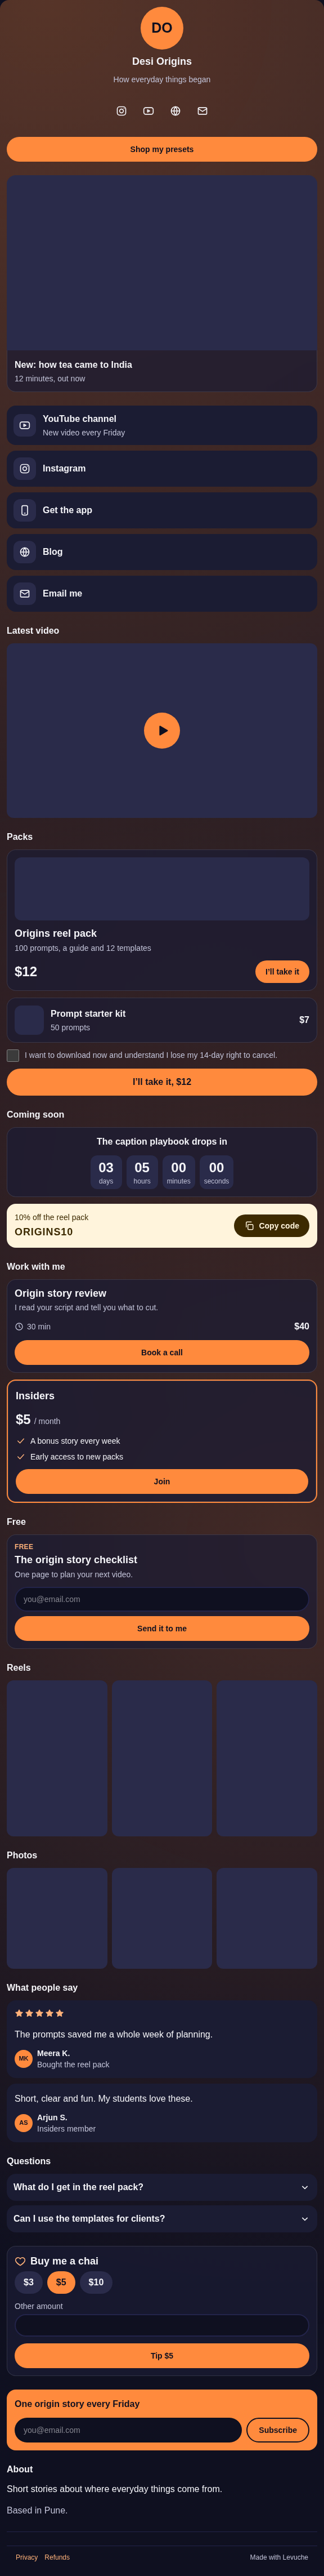 DO
Desi Origins
How everyday things began
Shop my presets
New: how tea came to India
12 minutes, out now
YouTube channel
New video every Friday
Instagram
Get the app
Blog
Email me
Latest video
Packs
Origins reel pack
100 prompts, a guide and 12 templates
$12
I'll take it
Prompt starter kit
50 prompts
$7
I want to download now and understand I lose my 14-day right to cancel.
I'll take it, $12
Coming soon
The caption playbook drops in
03 05 00 00
days hours minutes seconds
10% off the reel pack
ORIGINS10
Copy code
Work with me
Origin story review
I read your script and tell you what to cut.
30 min
$40
Book a call
Insiders
$5 / month
A bonus story every week
Early access to new packs
Join
Free
FREE
The origin story checklist
One page to plan your next video.
you@email.com
Send it to me
Reels
Photos
What people say
The prompts saved me a whole week of planning.
MK
Meera K.
Bought the reel pack
Short, clear and fun. My students love these.
AS
Arjun S.
Insiders member
Questions
What do I get in the reel pack?
Can I use the templates for clients?
Buy me a chai
$3 $5 $10
Other amount
Tip $5
One origin story every Friday
you@email.com
Subscribe
About
Short stories about where everyday things come from.
Based in Pune.
Privacy Refunds
Made with Levuche